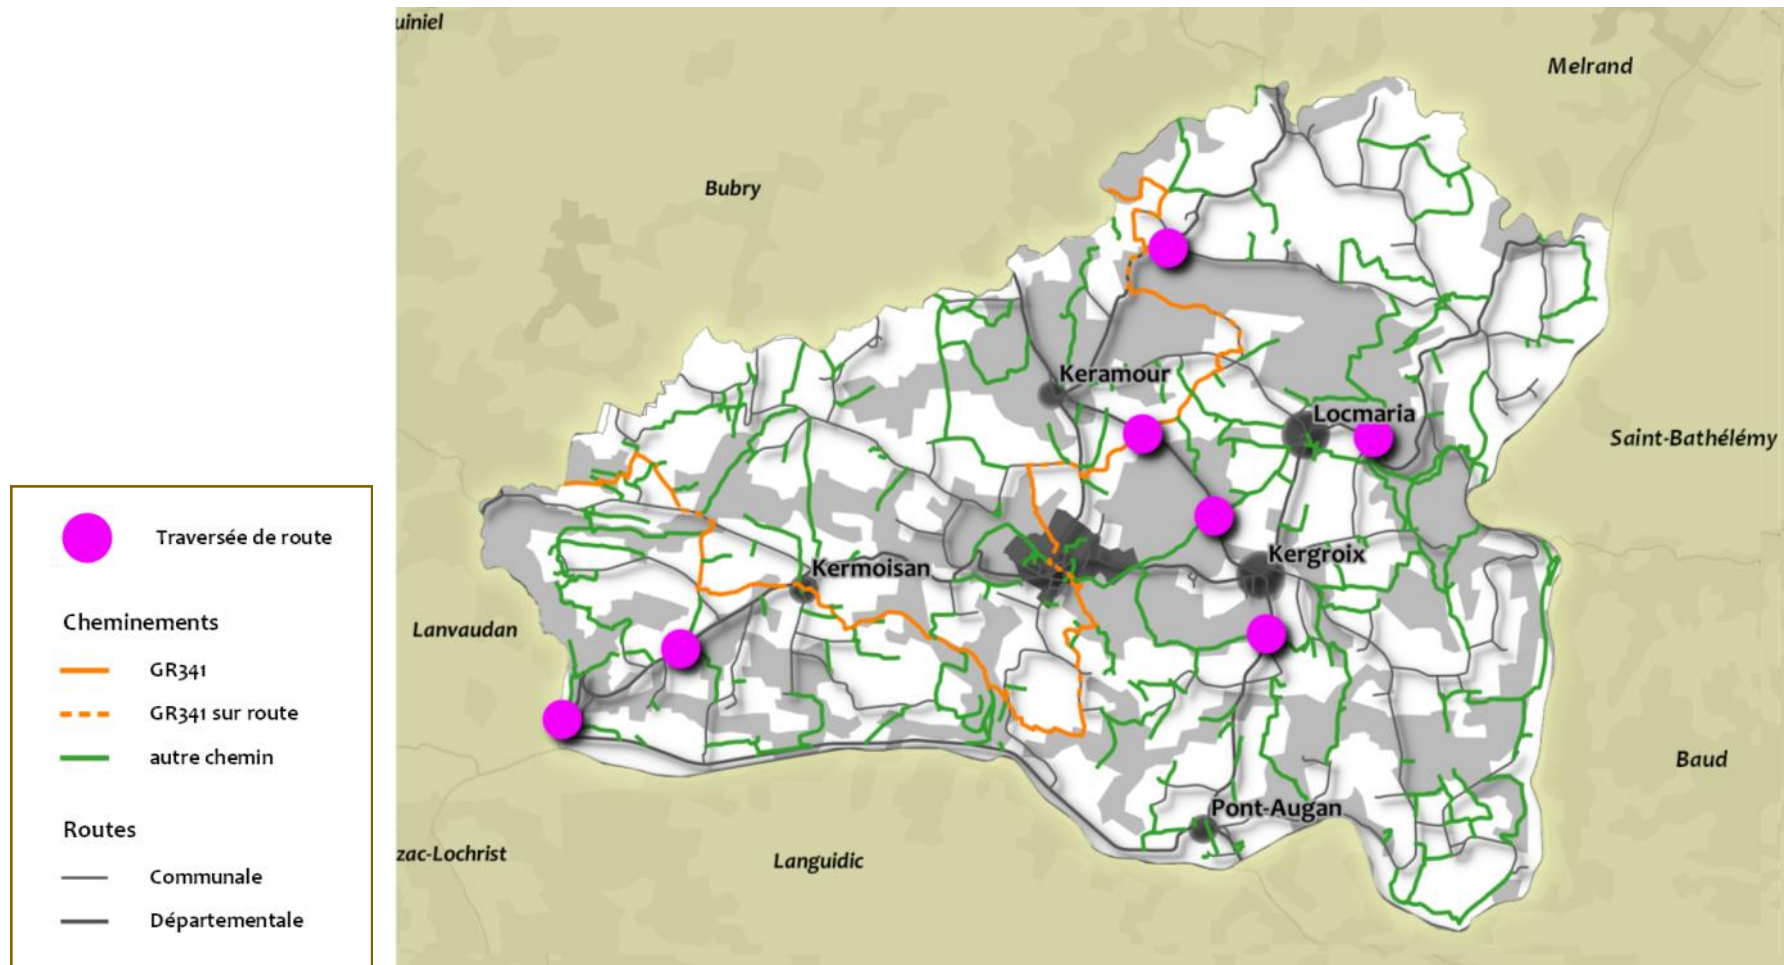 Traversée de route
Cheminements
GR341
GR341 sur route
autre chemin
Routes
Communale
Départementale
uiniel
Melrand
Bubry
Keramour
Locmaria
Saint-Bathélémy
Kergroix
Kermoisan
Lanvaudan
Baud
Pont-Augan
zac-Lochrist
Languidic